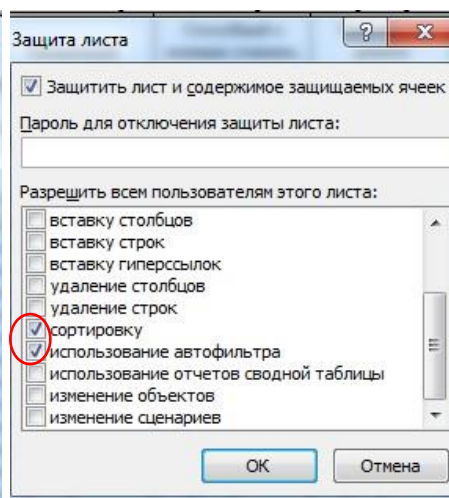 Защита листа
Защитить лист и содержимое защищаемых ячеек
Пароль для отключения защиты листа:
Разрешить всем пользователям этого листа:
вставку столбцов
вставку строк
вставку гиперссылок
удаление столбцов
удаление строк
сортировку
использование автофильтра
использование отчетов сводной таблицы
изменение объектов
изменение сценариев
ОК
Отмена